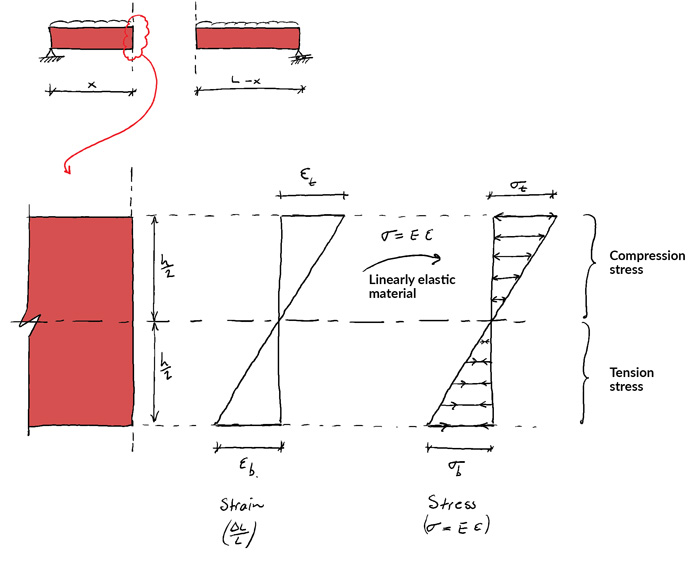 x
L-x
εt
σt
σ = E ε
Linearly elastic
material
h/2
Compression
stress
h/2
Tension
stress
εb.
σb
Strain
(ΔL/L)
Stress
(σ = E ε)